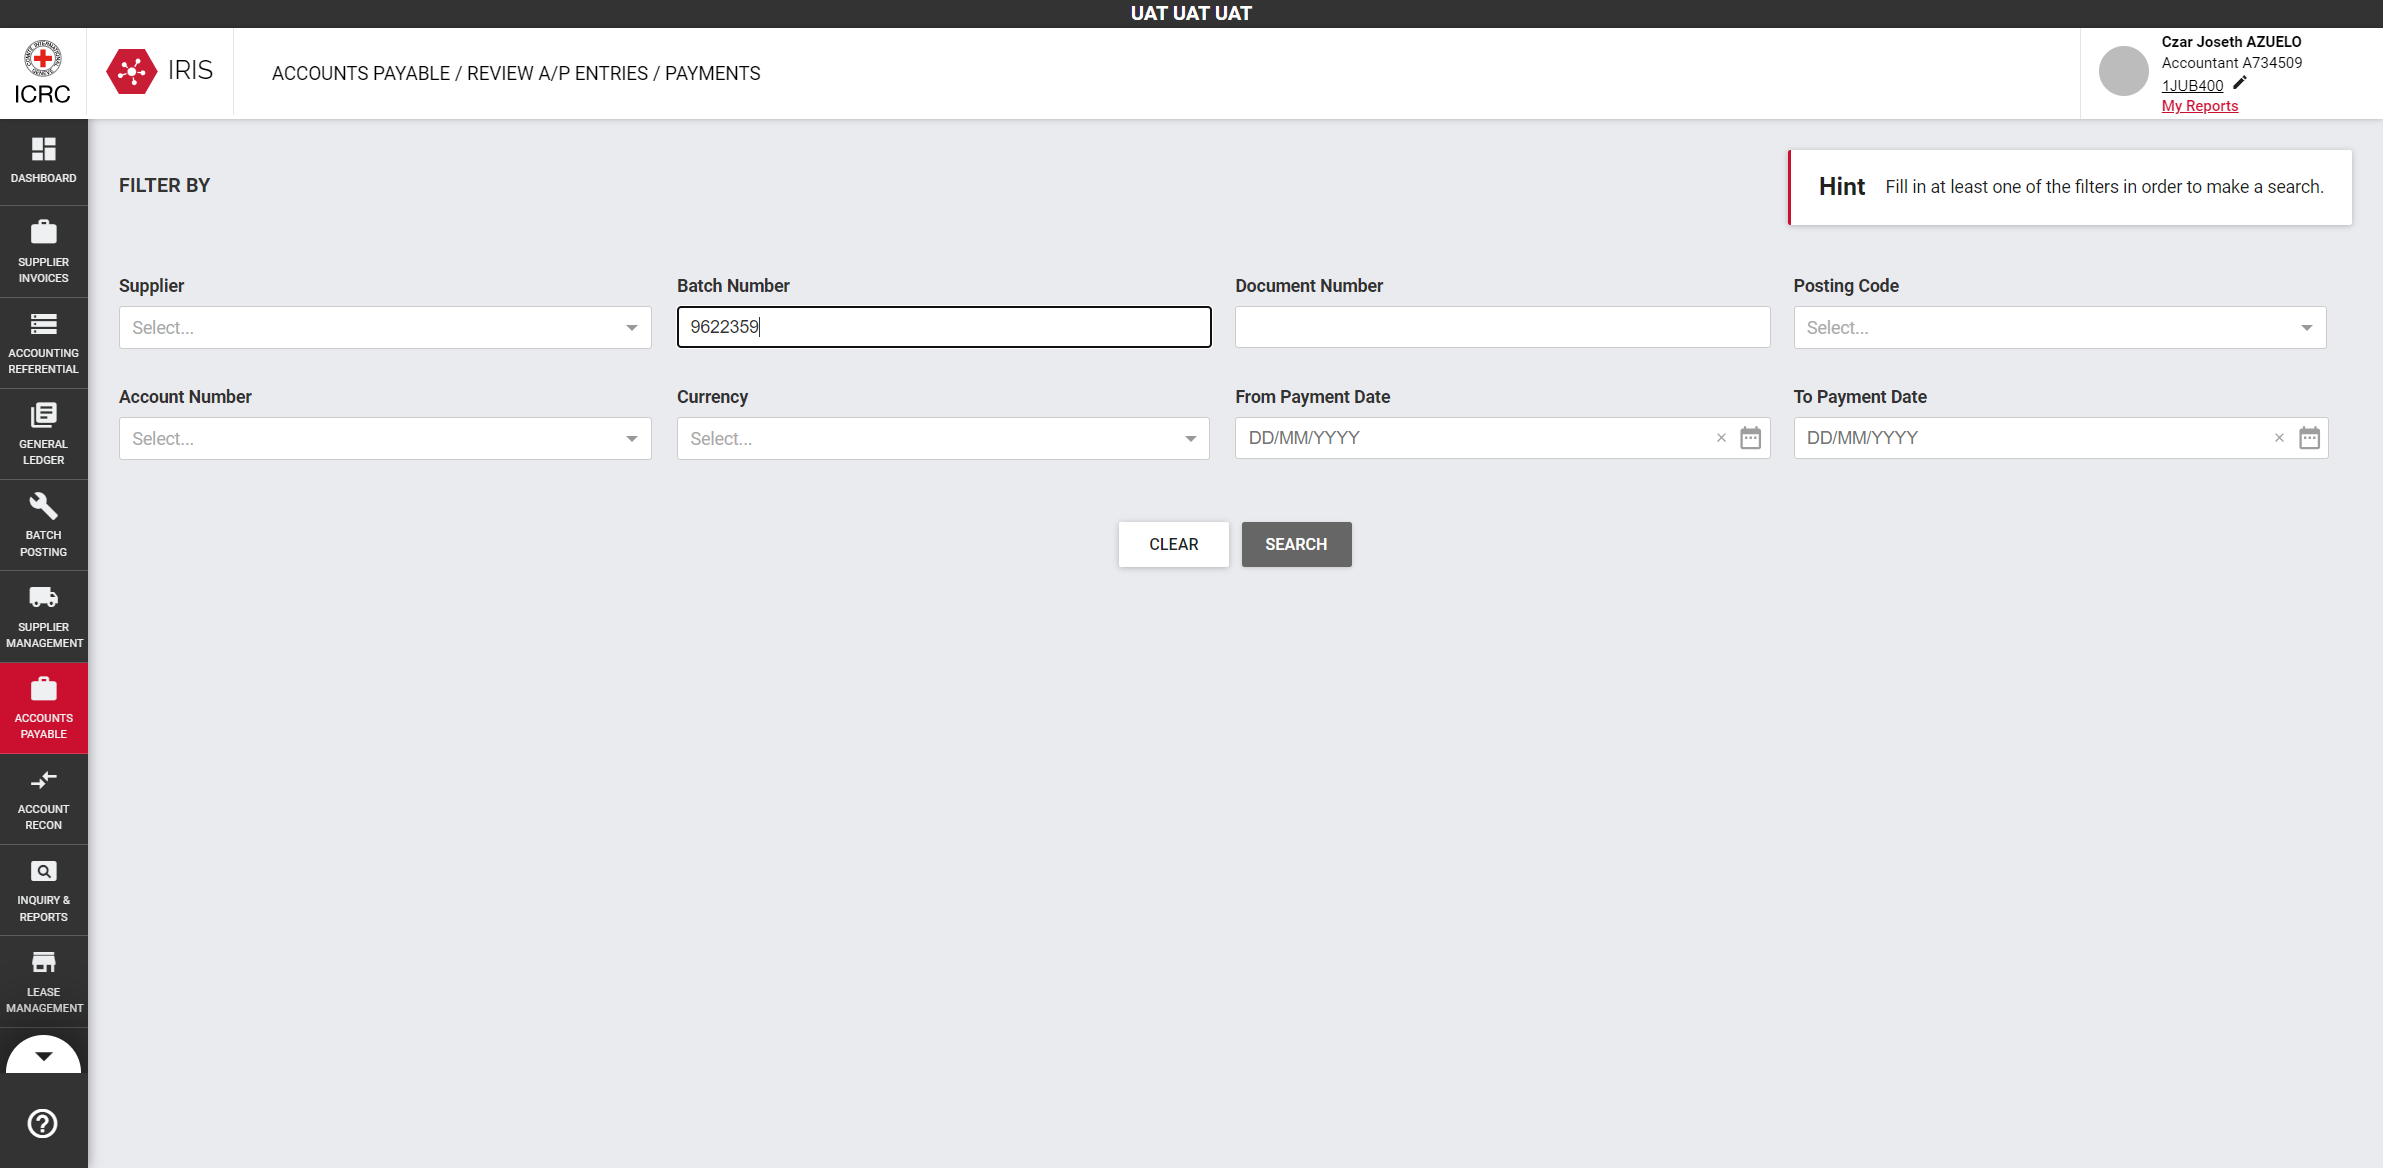 UAT UAT UAT
ICRC
IRIS
ACCOUNTS PAYABLE / REVIEW A/P ENTRIES / PAYMENTS
Czar Joseth AZUELO
Accountant A734509
1JUB400
My Reports
DASHBOARD
SUPPLIER
INVOICES
ACCOUNTING
REFERENTIAL
GENERAL
LEDGER
BATCH
POSTING
SUPPLIER
MANAGEMENT
ACCOUNTS
PAYABLE
ACCOUNT
RECON
INQUIRY &
REPORTS
LEASE
MANAGEMENT
FILTER BY
Hint Fill in at least one of the filters in order to make a search.
Supplier Batch Number Document Number Posting Code
Select... 9622359 Select...
Account Number Currency From Payment Date To Payment Date
Select... Select... DD/MM/YYYY DD/MM/YYYY
CLEAR SEARCH